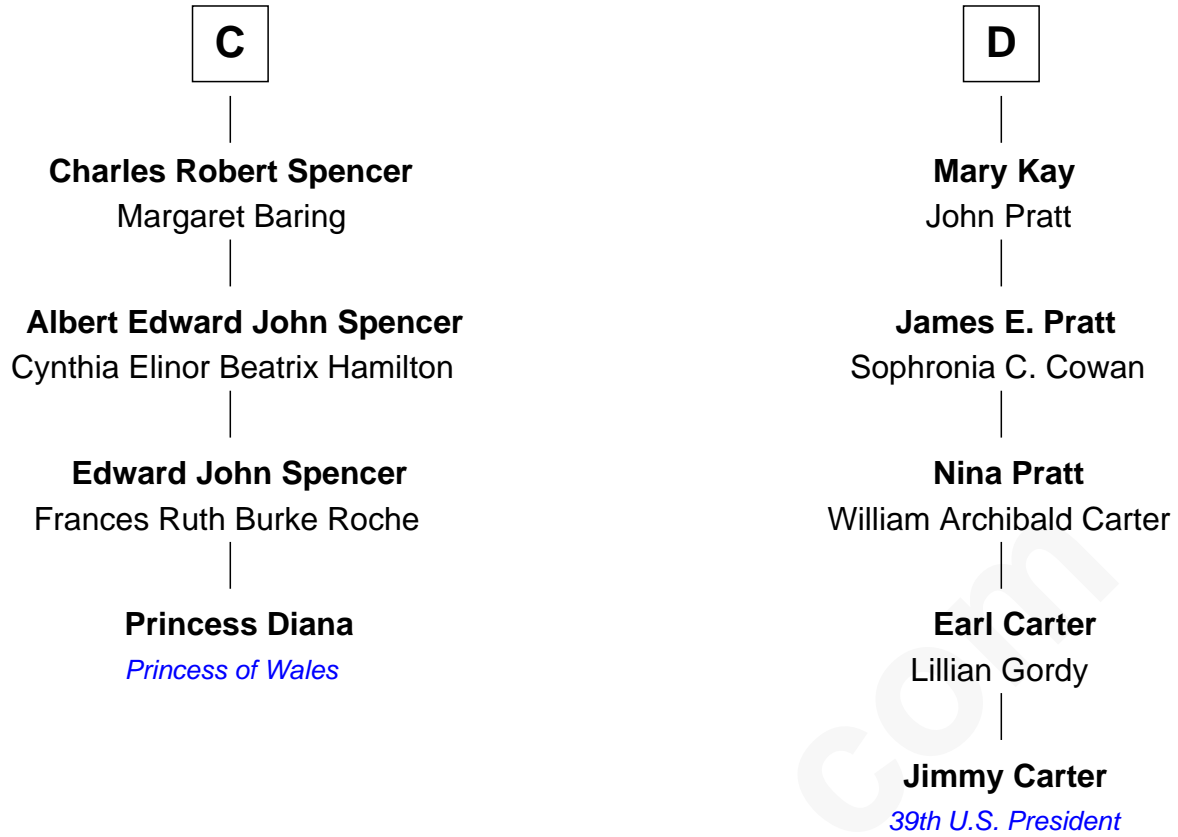 C
Charles Robert Spencer
Margaret Baring
Albert Edward John Spencer
Cynthia Elinor Beatrix Hamilton
Edward John Spencer
Frances Ruth Burke Roche
Princess Diana
Princess of Wales
D
Mary Kay
John Pratt
James E. Pratt
Sophronia C. Cowan
Nina Pratt
William Archibald Carter
Earl Carter
Lillian Gordy
Jimmy Carter
39th U.S. President
com